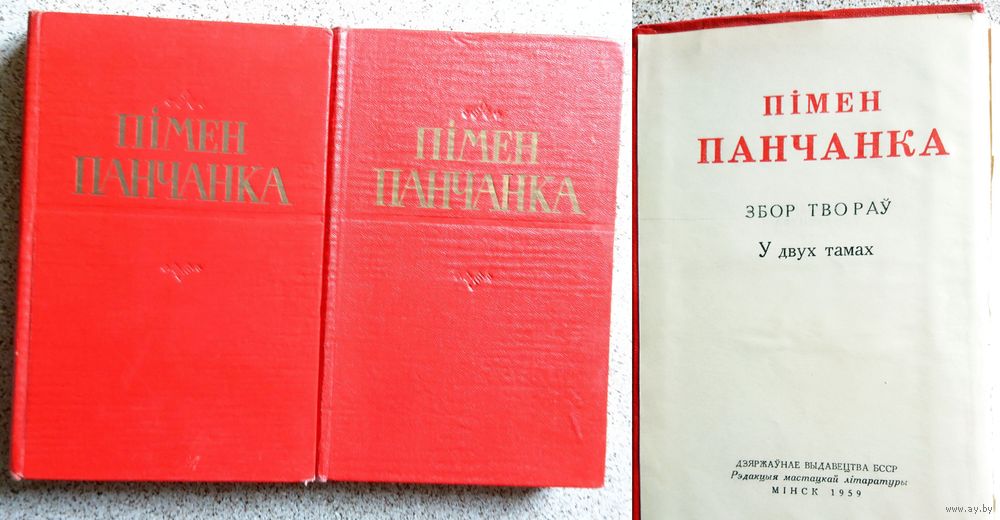 ПІМЕН
ПАНЧАНКА
ПІМЕН
ПАНЧАНКА
ПІМЕН
ПАНЧАНКА
ЗБОР ТВОРАЎ
У двух тамах
ДЗЯРЖАЎНАЕ ВЫДАВЕЦТВА БССР
Рэдакцыя мастацкай літаратуры
МІНСК 1959
www.ay.by